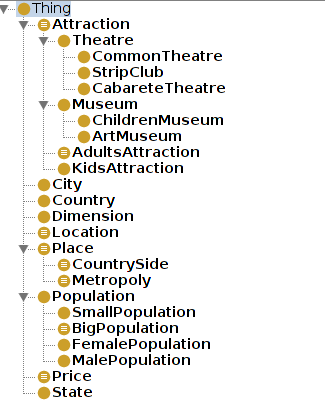 Thing
Attraction
Theatre
CommonTheatre
StripClub
CabareteTheatre
Museum
ChildrenMuseum
ArtMuseum
AdultsAttraction
KidsAttraction
City
Country
Dimension
Location
Place
CountrySide
Metropoly
Population
SmallPopulation
BigPopulation
FemalePopulation
MalePopulation
Price
State